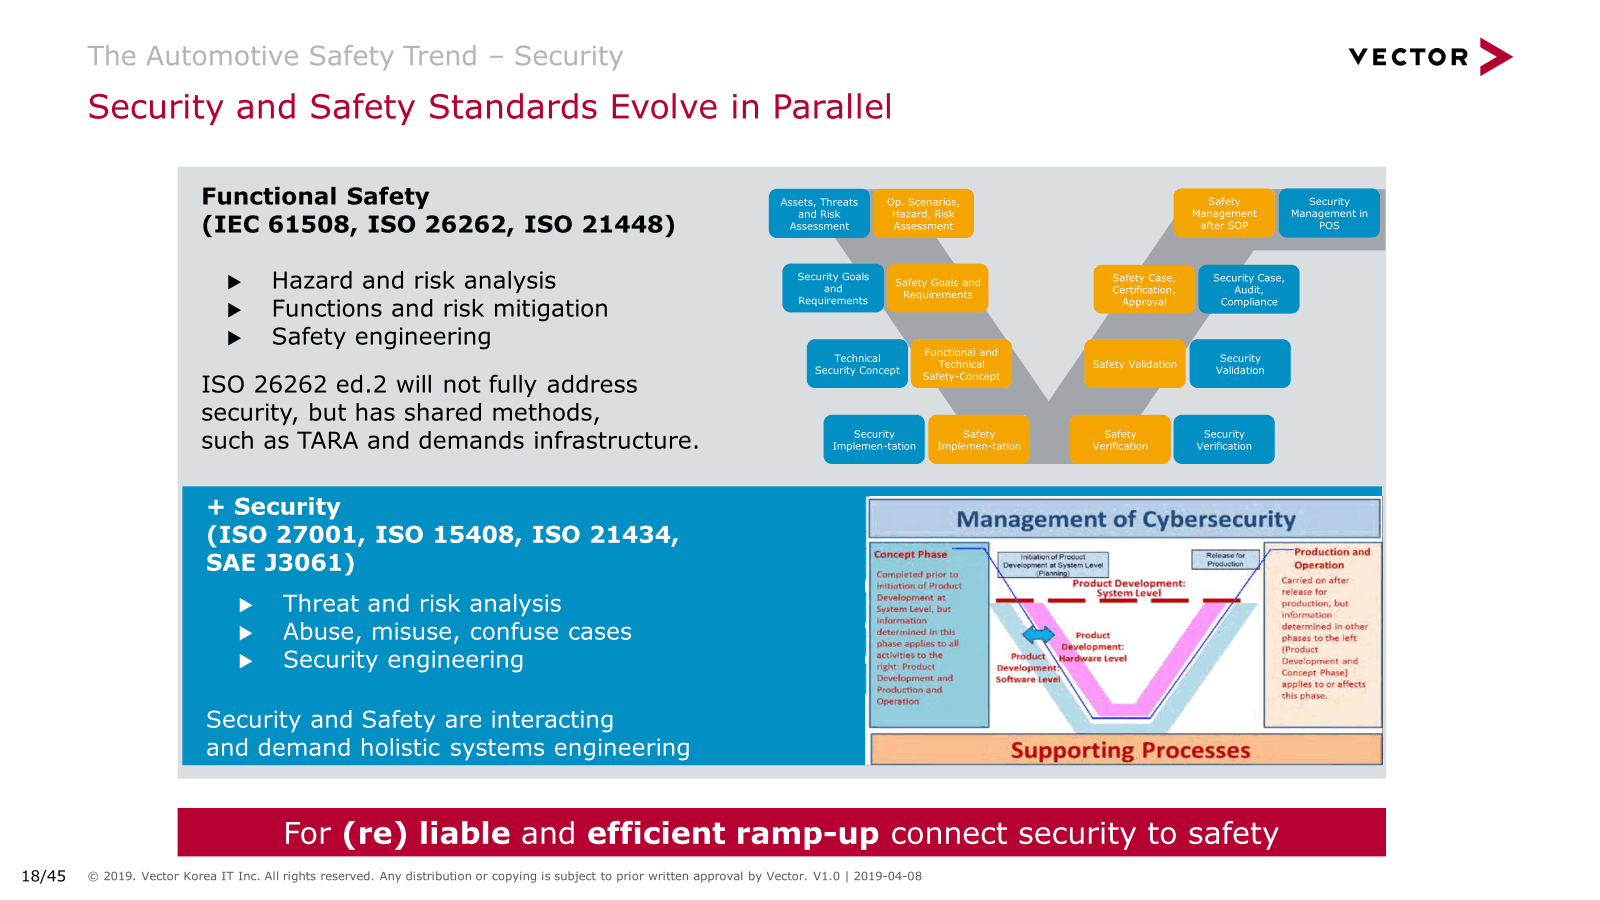 The Automotive Safety Trend – Security
VECTOR
Security and Safety Standards Evolve in Parallel
Functional Safety
(IEC 61508, ISO 26262, ISO 21448)
Hazard and risk analysis
Functions and risk mitigation
Safety engineering
ISO 26262 ed.2 will not fully address
security, but has shared methods,
such as TARA and demands infrastructure.
Assets, Threats
and Risk
Assessment
Op. Scenarios,
Hazard, Risk
Assessment
Safety
Management
after SOP
Security
Management in
POS
Security Goals
and
Requirements
Safety Goals and
Requirements
Safety Case,
Certification,
Approval
Security Case,
Audit,
Compliance
Technical
Security Concept
Functional and
Technical
Safety-Concept
Safety Validation
Security
Validation
Security
Implemen-tation
Safety
Implemen-tation
Safety
Verification
Security
Verification
+ Security
(ISO 27001, ISO 15408, ISO 21434,
SAE J3061)
Threat and risk analysis
Abuse, misuse, confuse cases
Security engineering
Security and Safety are interacting
and demand holistic systems engineering
Management of Cybersecurity
Concept Phase
Completed prior to
Initiation of Product
Development at
System Level, but
information
determined in this
phase applies to all
activities to the
right: Product
Development and
Production and
Operation
Initiation of Product
Development at System Level
(Planning)
Release for
Production
Product Development:
System Level
Product
Development:
Hardware Level
Product
Development:
Software Level
Production and
Operation
Carried on after
release for
production, but
information
determined in other
phases to the left
(Product
Development and
Concept Phase)
applies to or affects
this phase.
Supporting Processes
For (re) liable and efficient ramp-up connect security to safety
18/45
© 2019. Vector Korea IT Inc. All rights reserved. Any distribution or copying is subject to prior written approval by Vector. V1.0 | 2019-04-08